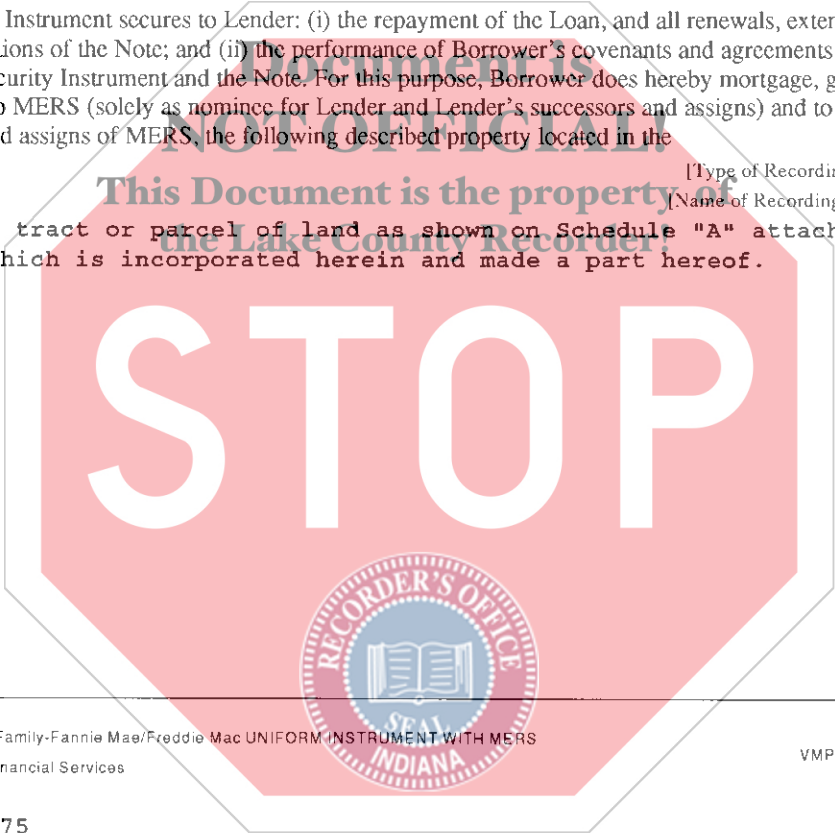 Instrument secures to Lender: (i) the repayment of the Loan, and all renewals, exten
ions of the Note; and (ii) the performance of Borrower's covenants and agreements
curity Instrument and the Note. For this purpose, Borrower does hereby mortgage, g
o MERS (solely as nominee for Lender and Lender's successors and assigns) and to
d assigns of MERS, the following described property located in the
Document is
NOT OFFICIAL!
This Document is the property of
the Lake County Recorder!
[Type of Recordin
[Name of Recording
tract or parcel of land as shown on Schedule "A" attach
hich is incorporated herein and made a part hereof.
STOP
RECORDER'S OFFICE
SEAL
INDIANA
Family-Fannie Mae/Freddie Mac UNIFORM INSTRUMENT WITH MERS
nancial Services
VMP
75